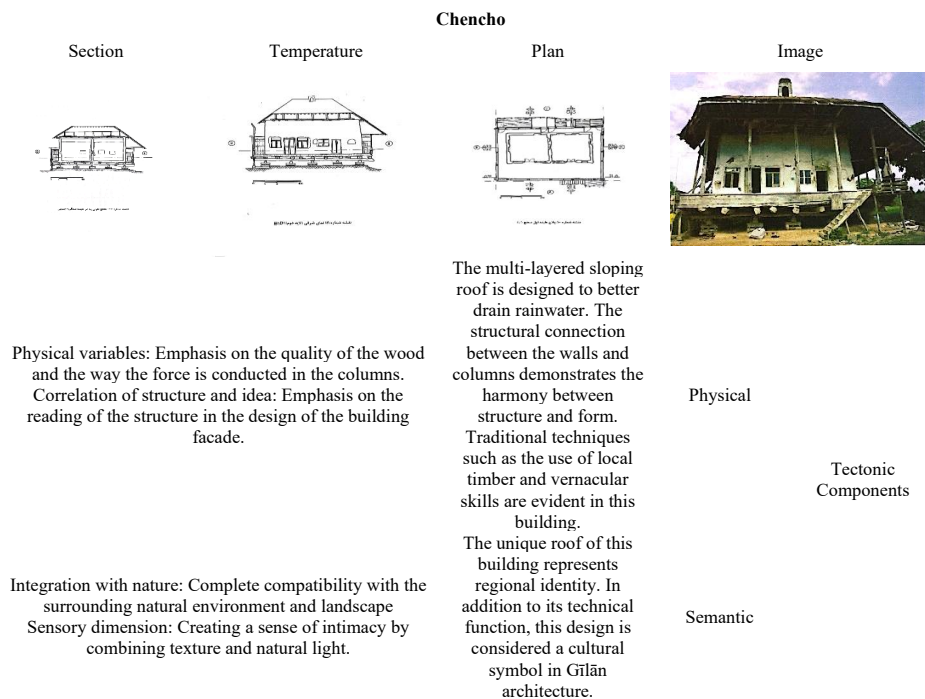 Chencho
Section Temperature Plan Image
The multi-layered sloping
roof is designed to better
drain rainwater. The
structural connection
between the walls and
columns demonstrates the
harmony between
structure and form.
Traditional techniques
such as the use of local
timber and vernacular
skills are evident in this
building.
Physical variables: Emphasis on the quality of the wood
and the way the force is conducted in the columns.
Correlation of structure and idea: Emphasis on the
reading of the structure in the design of the building
facade.
Physical
Tectonic
Components
The unique roof of this
building represents
regional identity. In
addition to its technical
function, this design is
considered a cultural
symbol in Gīlān
architecture.
Integration with nature: Complete compatibility with the
surrounding natural environment and landscape
Sensory dimension: Creating a sense of intimacy by
combining texture and natural light.
Semantic